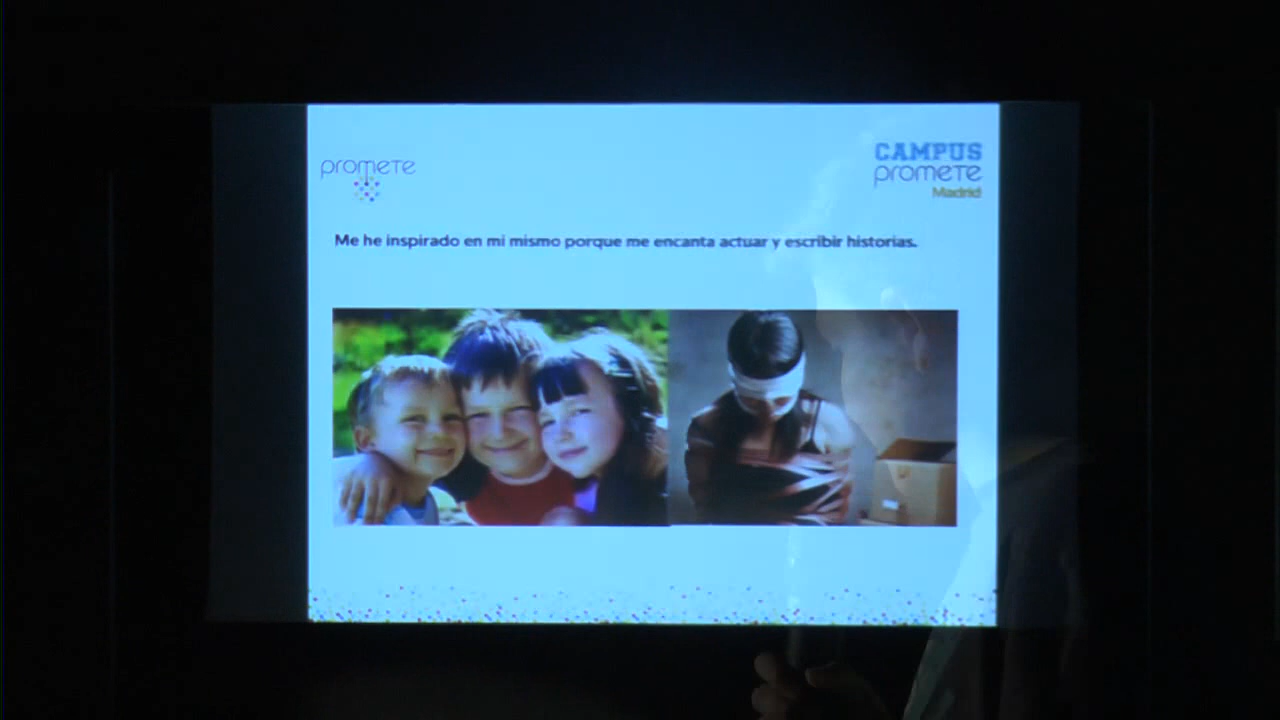 promete
CAMPUS
promete
Madrid
Me he inspirado en mi mismo porque me encanta actuar y escribir historias.